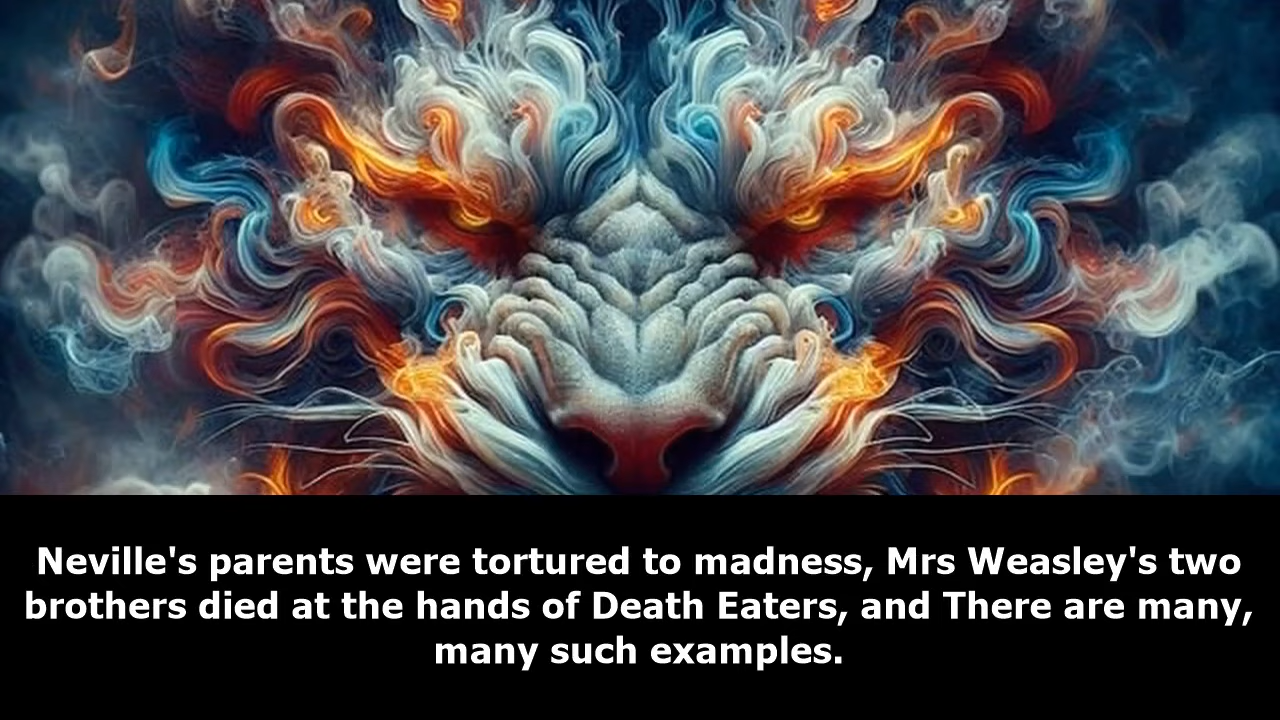 Neville's parents were tortured to madness, Mrs Weasley's two
brothers died at the hands of Death Eaters, and There are many,
many such examples.